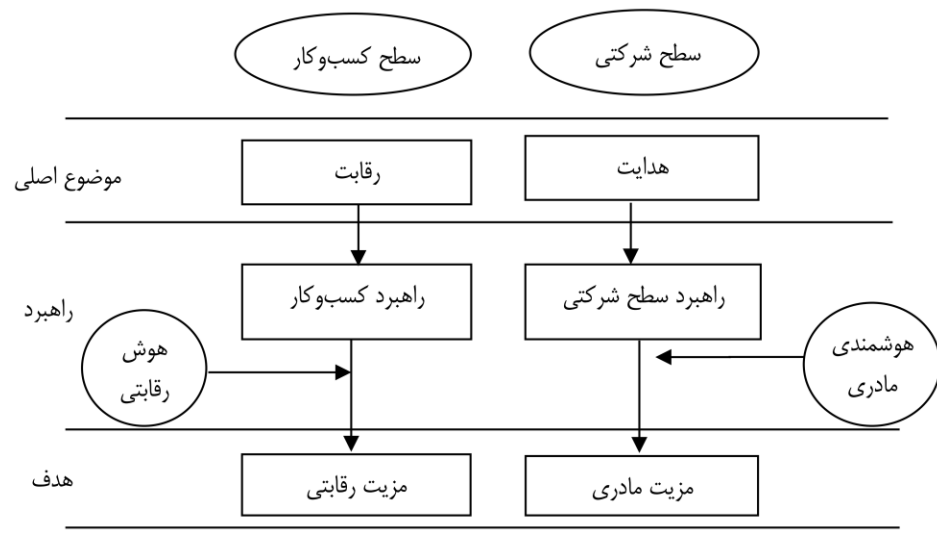 سطح شرکتی
سطح کسب‌وکار
موضوع اصلی
هدایت
رقابت
راهبرد
راهبرد سطح شرکتی
راهبرد کسب‌وکار
هوشمندی
مادری
هوش
رقابتی
هدف
مزیت مادری
مزیت رقابتی